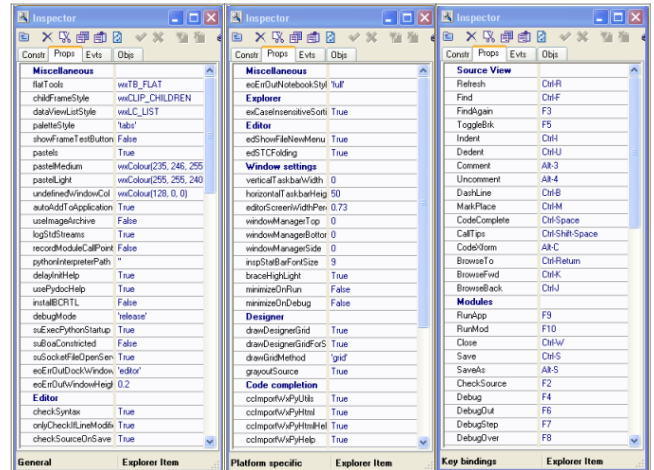 Inspector
Constr Props Evts Objs
Miscellaneous
flatTools wxTB_FLAT
childFrameStyle wxCLIP_CHILDREN
dataViewListStyle wxLC_LIST
paletteStyle 'tabs'
showFrameTestButton False
pastels True
pastelMedium wxColour(235, 246, 255
pastelLight wxColour(255, 255, 240
undefinedWindowCol wxColour(128, 0, 0)
autoAddToApplication True
useImageArchive False
logStdStreams True
recordModuleCallPoint False
pythonInterpreterPath ''
delayInitHelp True
usePydocHelp True
installBCRTL False
debugMode 'release'
suExecPythonStartup True
suBoaConstricted False
suSocketFileOpenServ True
eoErrOutDockWindow 'editor'
eoErrOutWindowHeigh 0.2
Editor
checkSyntax True
onlyCheckIfLineModifi True
checkSourceOnSave True
General Explorer Item
Inspector
Constr Props Evts Objs
Miscellaneous
eoErrOutNotebookStyl 'full'
Explorer
exCaseInsensitiveSorti True
Editor
edShowFileNewMenu True
edSTCFolding True
Window settings
verticalTaskbarWidth 0
horizontalTaskbarHeig 50
editorScreenWidthPerc 0.73
windowManagerTop 0
windowManagerBottor 0
windowManagerSide 0
inspStatBarFontSize 9
braceHighLight True
minimizeOnRun False
minimizeOnDebug False
Designer
drawDesignerGrid True
drawDesignerGridForS True
drawGridMethod 'grid'
grayoutSource True
Code completion
ccImportWxPyUtils True
ccImportWxPyHtml True
ccImportWxPyHtmlHel True
ccImportWxPyHelp True
Platform specific Explorer Item
Inspector
Constr Props Evts Objs
Source View
Refresh Ctrl-R
Find Ctrl-F
FindAgain F3
ToggleBrk F5
Indent Ctrl-I
Dedent Ctrl-U
Comment Alt-3
Uncomment Alt-4
DashLine Ctrl-B
MarkPlace Ctrl-M
CodeComplete Ctrl-Space
CallTips Ctrl-Shift-Space
CodeXform Alt-C
BrowseTo Ctrl-Return
BrowseFwd Ctrl-K
BrowseBack Ctrl-J
Modules
RunApp F9
RunMod F10
Close Ctrl-W
Save Ctrl-S
SaveAs Alt-S
CheckSource F2
Debug F4
DebugOut F6
DebugStep F7
DebugOver F8
Key bindings Explorer Item